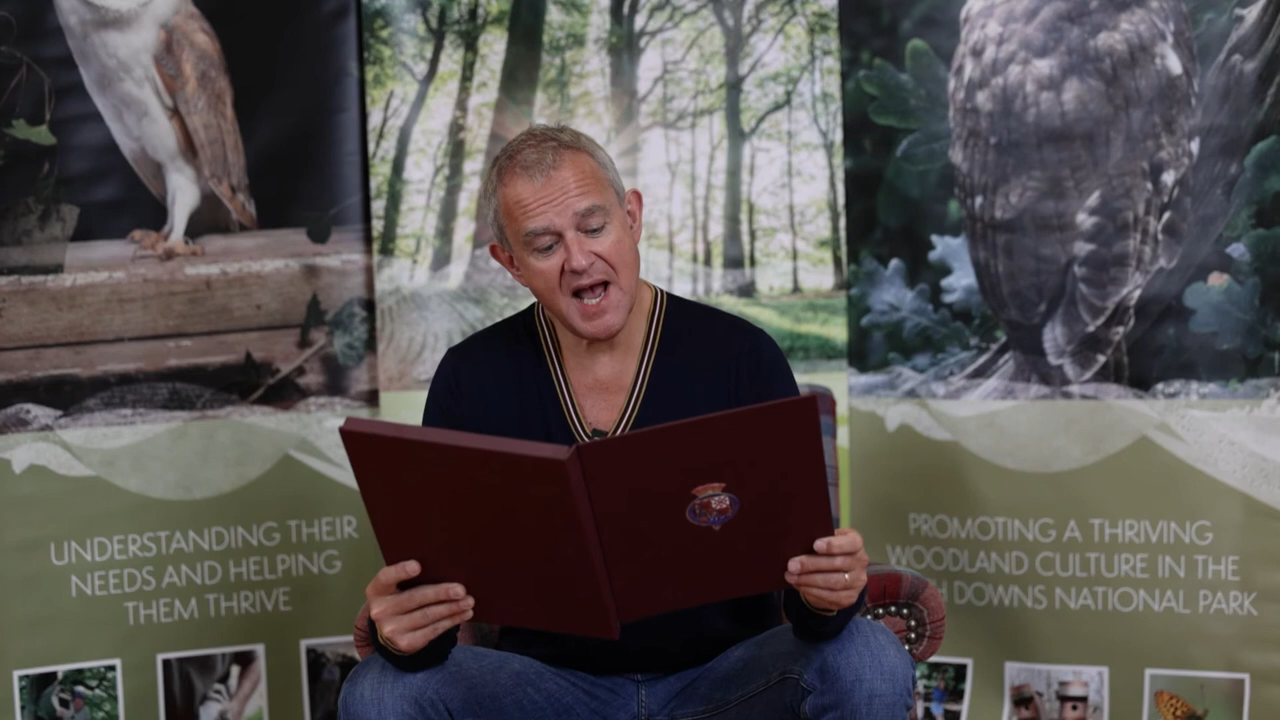 UNDERSTANDING THEIR
NEEDS AND HELPING
THEM THRIVE
PROMOTING A THRIVING
WOODLAND CULTURE IN THE
H DOWNS NATIONAL PARK